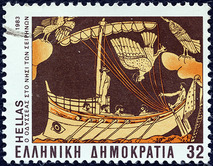 1983
Ο ΟΔΥΣΣΕΑΣ ΣΤΟ ΝΗΣΙ ΤΩΝ ΣΕΙΡΗΝΩΝ
HELLAS
ΕΛΛΗΝΙΚΗ ΔΗΜΟΚΡΑΤΙΑ 32